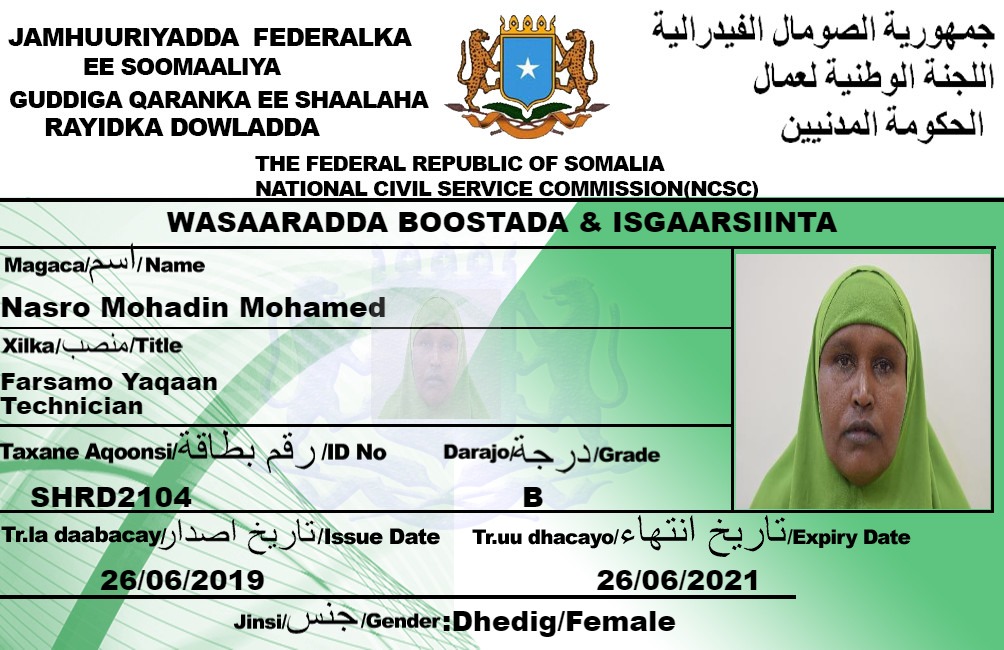 JAMHUURIYADDA FEDERALKA
EE SOOMAALIYA
GUDDIGA QARANKA EE SHAALAHA
RAYIDKA DOWLADDA
جمهورية الصومال الفيدرالية
اللجنة الوطنية لعمال
الحكومة المدنيين
THE FEDERAL REPUBLIC OF SOMALIA
NATIONAL CIVIL SERVICE COMMISSION(NCSC)
WASAARADDA BOOSTADA & ISGAARSIINTA
Magaca/اسم/Name
Nasro Mohadin Mohamed
Xilka/منصب/Title
Farsamo Yaqaan
Technician
Taxane Aqoonsi/رقم بطاقة/ID No
Darajo/درجة/Grade
SHRD2104
B
Tr.la daabacay/تاريخ اصدار/Issue Date
Tr.uu dhacayo/تاريخ انتهاء/Expiry Date
26/06/2019
26/06/2021
Jinsi/جنس/Gender:Dhedig/Female